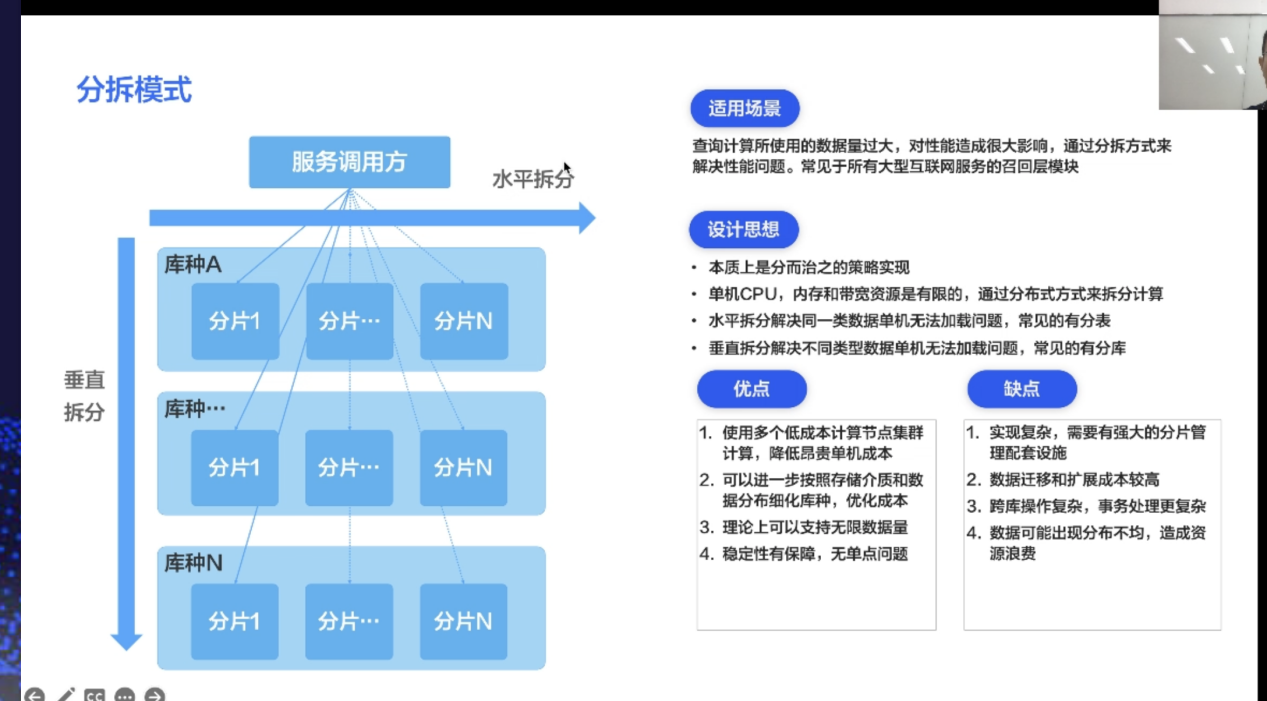 分拆模式
服务调用方
水平拆分
垂直
拆分
库种A
分片1
分片···
分片N
库种···
分片1
分片···
分片N
库种N
分片1
分片···
分片N
适用场景
查询计算所使用的数据量过大，对性能造成很大影响，通过分拆方式来
解决性能问题。常见于所有大型互联网服务的召回层模块
设计思想
• 本质上是分而治之的策略实现
• 单机CPU，内存和带宽资源是有限的，通过分布式方式来拆分计算
• 水平拆分解决同一类数据单机无法加载问题，常见的有分表
• 垂直拆分解决不同类型数据单机无法加载问题，常见的有分库
优点
1. 使用多个低成本计算节点集群
计算，降低昂贵单机成本
2. 可以进一步按照存储介质和数
据分布细化库种，优化成本
3. 理论上可以支持无限数据量
4. 稳定性有保障，无单点问题
缺点
1. 实现复杂，需要有强大的分片管
理配套设施
2. 数据迁移和扩展成本较高
3. 跨库操作复杂，事务处理更复杂
4. 数据可能出现分布不均，造成资
源浪费
CC